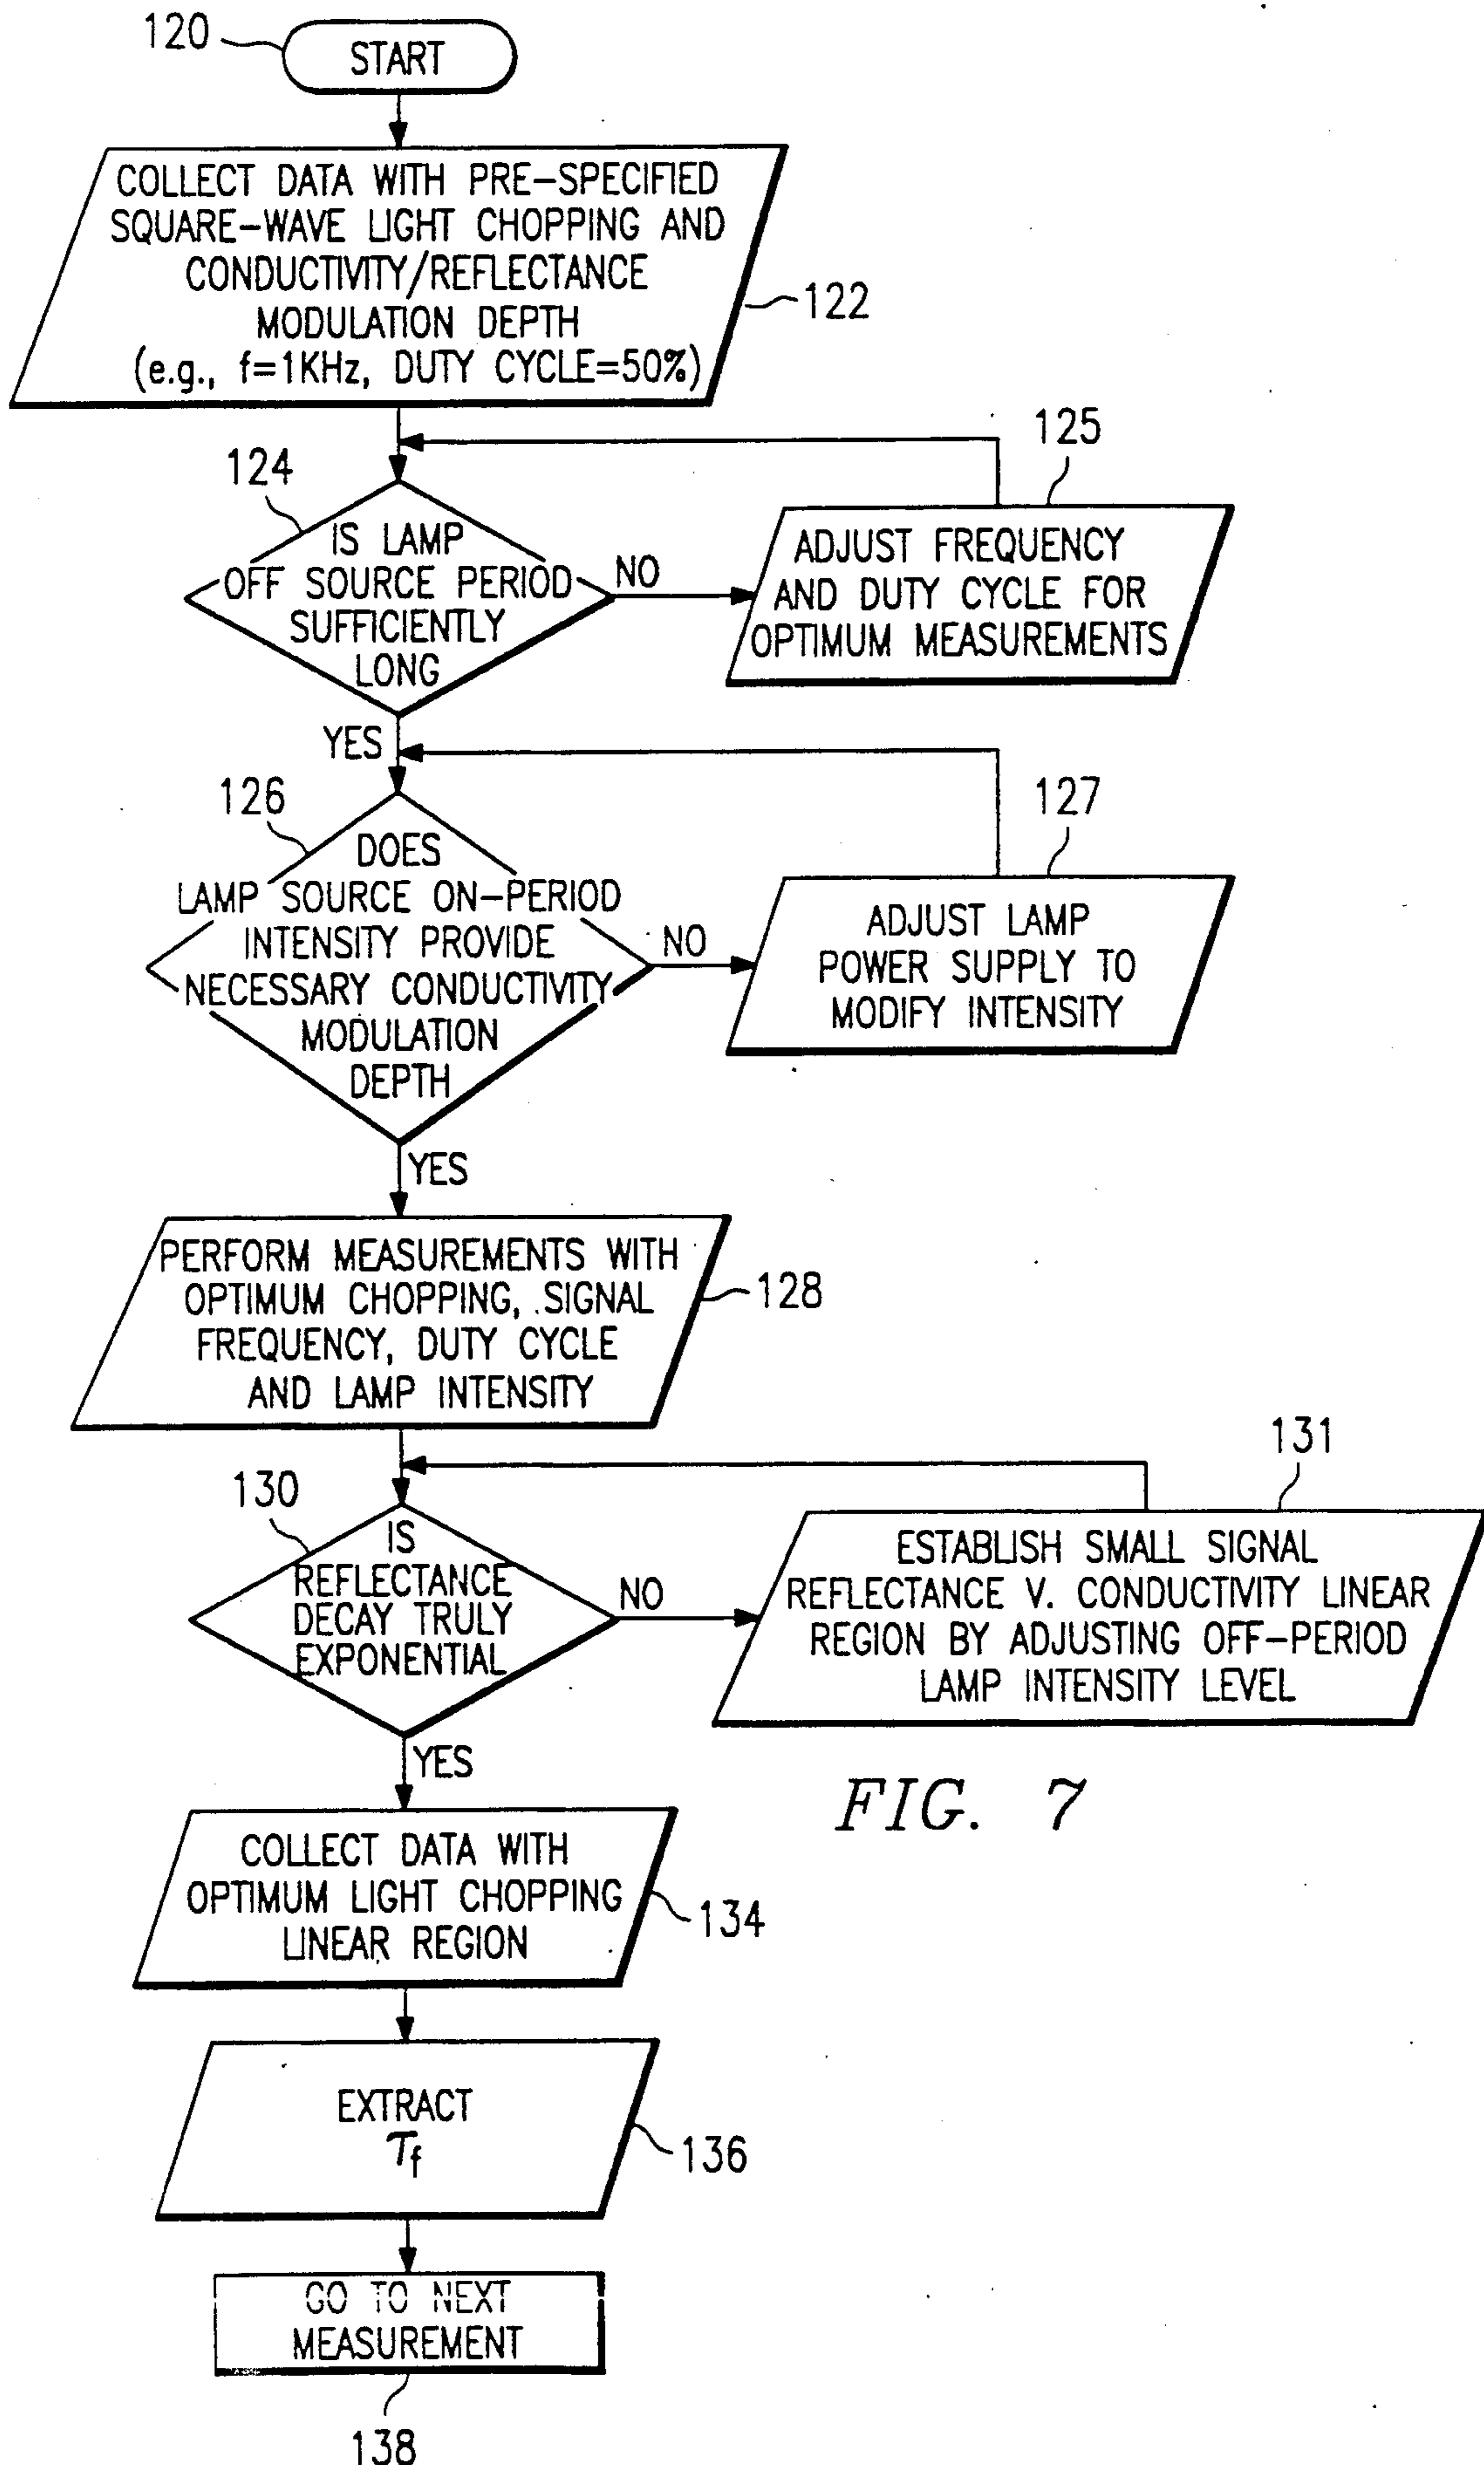 120
START
COLLECT DATA WITH PRE-SPECIFIED
SQUARE-WAVE LIGHT CHOPPING AND
CONDUCTIVITY/REFLECTANCE
MODULATION DEPTH
(e.g., f=1KHz, DUTY CYCLE=50%)
122
124
IS LAMP
OFF SOURCE PERIOD
SUFFICIENTLY
LONG
NO
125
ADJUST FREQUENCY
AND DUTY CYCLE FOR
OPTIMUM MEASUREMENTS
YES
126
DOES
LAMP SOURCE ON-PERIOD
INTENSITY PROVIDE
NECESSARY CONDUCTIVITY
MODULATION
DEPTH
NO
127
ADJUST LAMP
POWER SUPPLY TO
MODIFY INTENSITY
YES
PERFORM MEASUREMENTS WITH
OPTIMUM CHOPPING, SIGNAL
FREQUENCY, DUTY CYCLE
AND LAMP INTENSITY
128
130
IS
REFLECTANCE
DECAY TRULY
EXPONENTIAL
NO
131
ESTABLISH SMALL SIGNAL
REFLECTANCE V. CONDUCTIVITY LINEAR
REGION BY ADJUSTING OFF-PERIOD
LAMP INTENSITY LEVEL
YES
FIG. 7
COLLECT DATA WITH
OPTIMUM LIGHT CHOPPING
LINEAR REGION
134
EXTRACT
τf
136
GO TO NEXT
MEASUREMENT
138